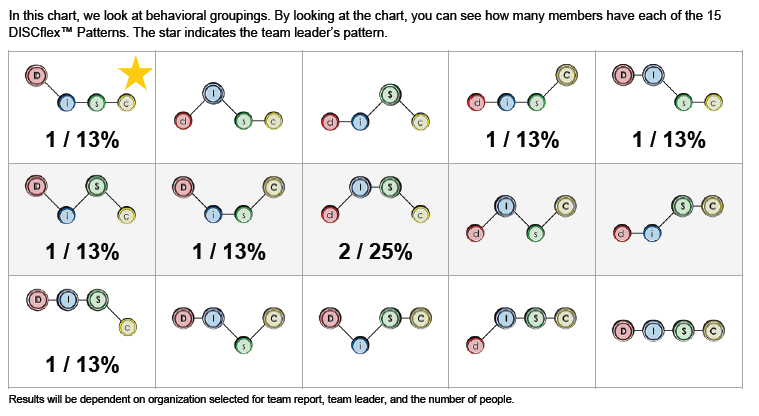 In this chart, we look at behavioral groupings. By looking at the chart, you can see how many members have each of the 15
DISCflex™ Patterns. The star indicates the team leader's pattern.
D i s c
1 / 13%
d I s c
d i S c
d i s C
1 / 13%
D I s c
1 / 13%
D i S c
1 / 13%
D i s C
1 / 13%
d I S c
2 / 25%
d I s C
d i S C
D I S c
1 / 13%
D I s C
D i S C
d I S C
D I S C
Results will be dependent on organization selected for team report, team leader, and the number of people.